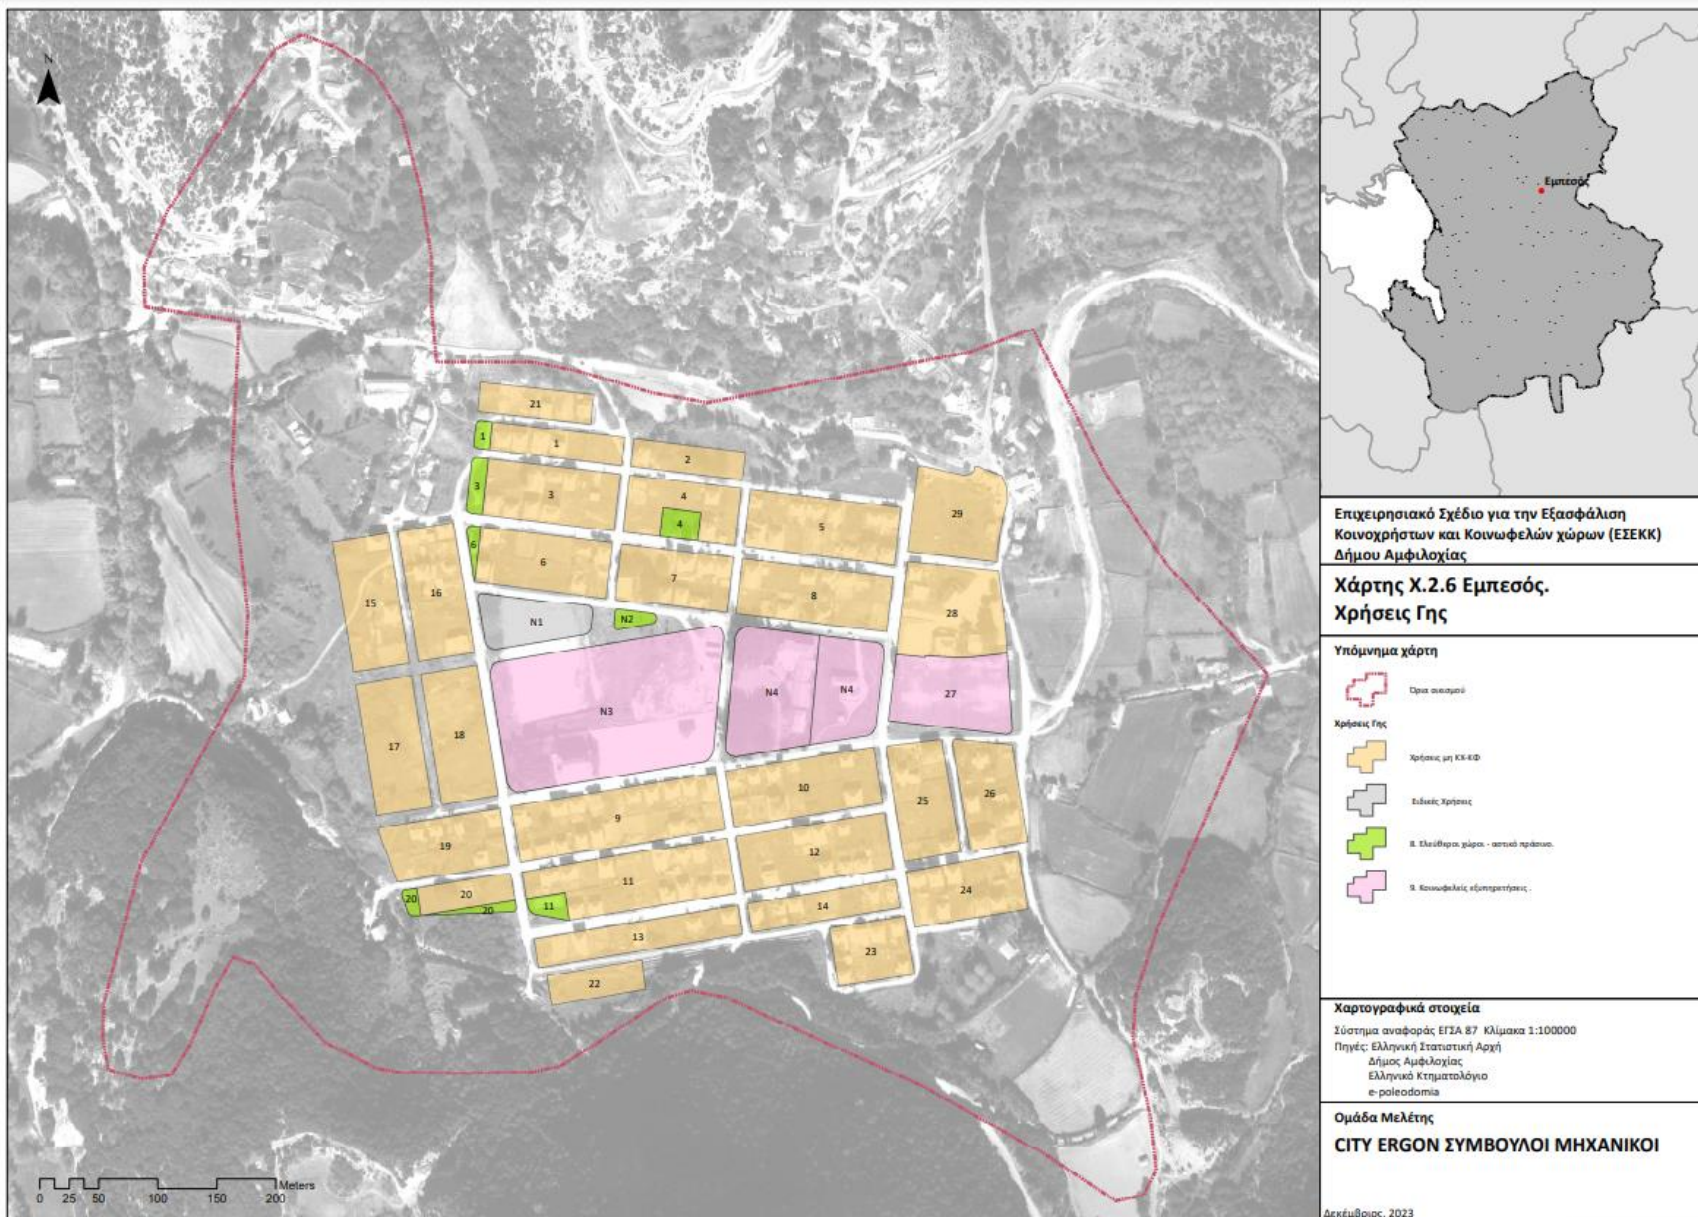 N
21
1
1
2
3
3
4
4
5
29
6
6
7
8
28
15
16
N1
N2
N3
N4
N4
27
17
18
9
10
25
26
19
11
12
20
20
20
11
24
14
13
23
22
Meters
0 25 50 100 150 200
Εμπεσός
Επιχειρησιακό Σχέδιο για την Εξασφάλιση
Κοινοχρήστων και Κοινωφελών χώρων (ΕΣΕΚΚ)
Δήμου Αμφιλοχίας
Χάρτης Χ.2.6 Εμπεσός.
Χρήσεις Γης
Υπόμνημα χάρτη
Όρια οικισμού
Χρήσεις Γης
Χρήσεις μη ΚΧ-ΚΦ
Ειδικές Χρήσεις
8. Ελεύθεροι χώροι - αστικό πράσινο.
9. Κοινωφελείς εξυπηρετήσεις .
Χαρτογραφικά στοιχεία
Σύστημα αναφοράς ΕΓΣΑ 87 Κλίμακα 1:100000
Πηγές: Ελληνική Στατιστική Αρχή
Δήμος Αμφιλοχίας
Ελληνικό Κτηματολόγιο
e-poleodomia
Ομάδα Μελέτης
CITY ERGON ΣΥΜΒΟΥΛΟΙ ΜΗΧΑΝΙΚΟΙ
Δεκέμβριος, 2023